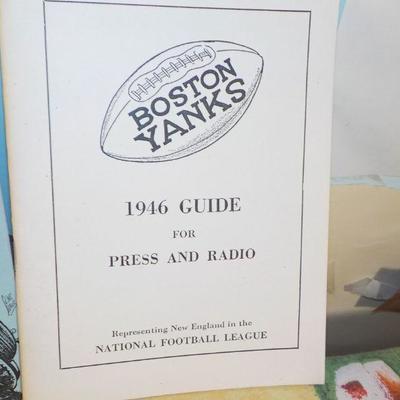 BOSTON
YANKS
1946 GUIDE
FOR
PRESS AND RADIO
Representing New England in the
NATIONAL FOOTBALL LEAGUE